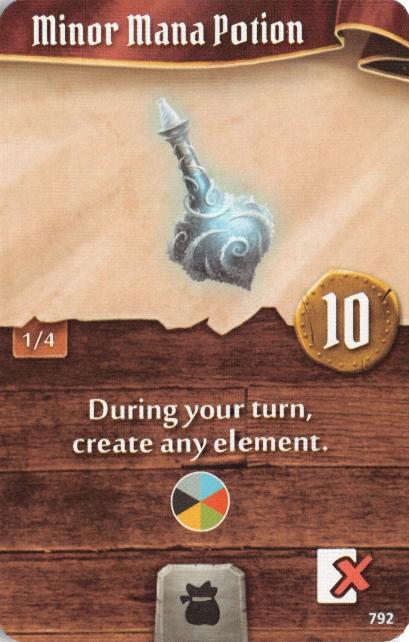 Minor Mana Potion
10
1/4
During your turn,
create any element.
792